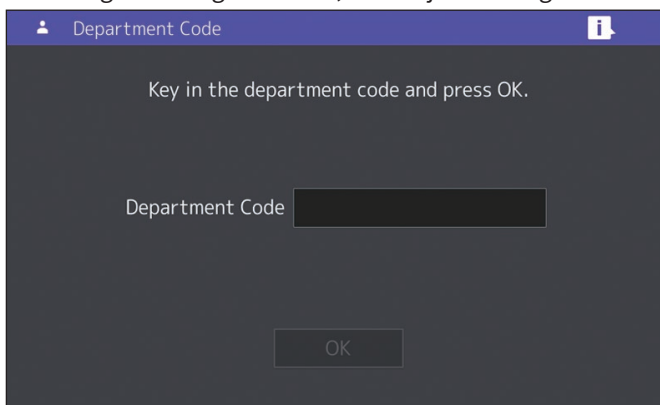 Department Code
i
Key in the department code and press OK.
Department Code
OK